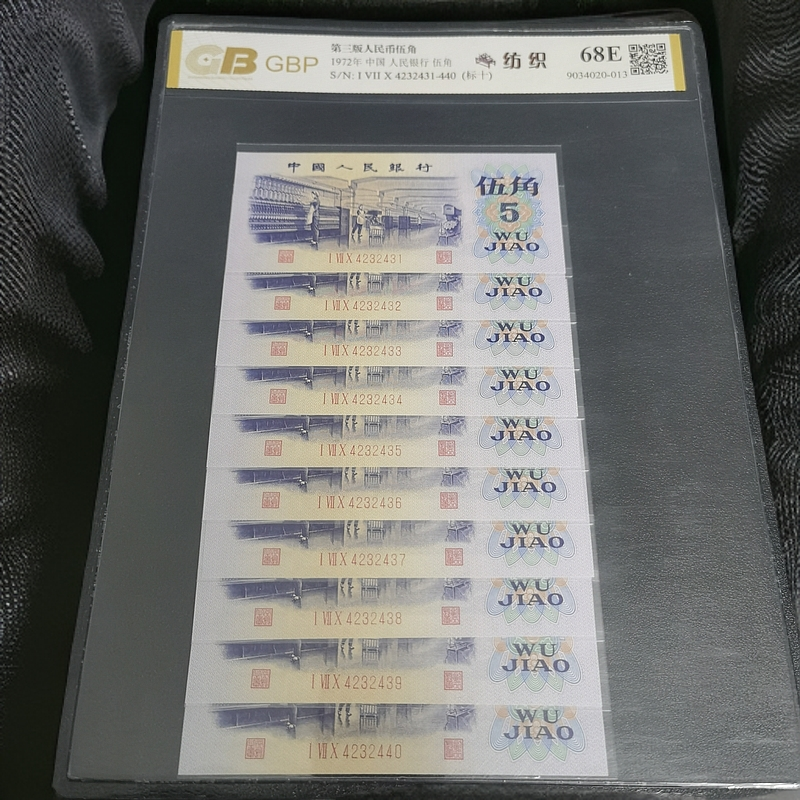 GB GBP
第三版人民币伍角
1972年 中国人民银行 伍角
S/N: I VII X 4232431-440 (标十)
纺织
68E
9034020-013
中國人民銀行
伍角
5
WU
JIAO
I VII X 4232431
WU
JIAO
I VII X 4232432
WU
JIAO
I VII X 4232433
WU
JIAO
I VII X 4232434
WU
JIAO
I VII X 4232435
WU
JIAO
I VII X 4232436
WU
JIAO
I VII X 4232437
WU
JIAO
I VII X 4232438
WU
JIAO
I VII X 4232439
WU
JIAO
I VII X 4232440